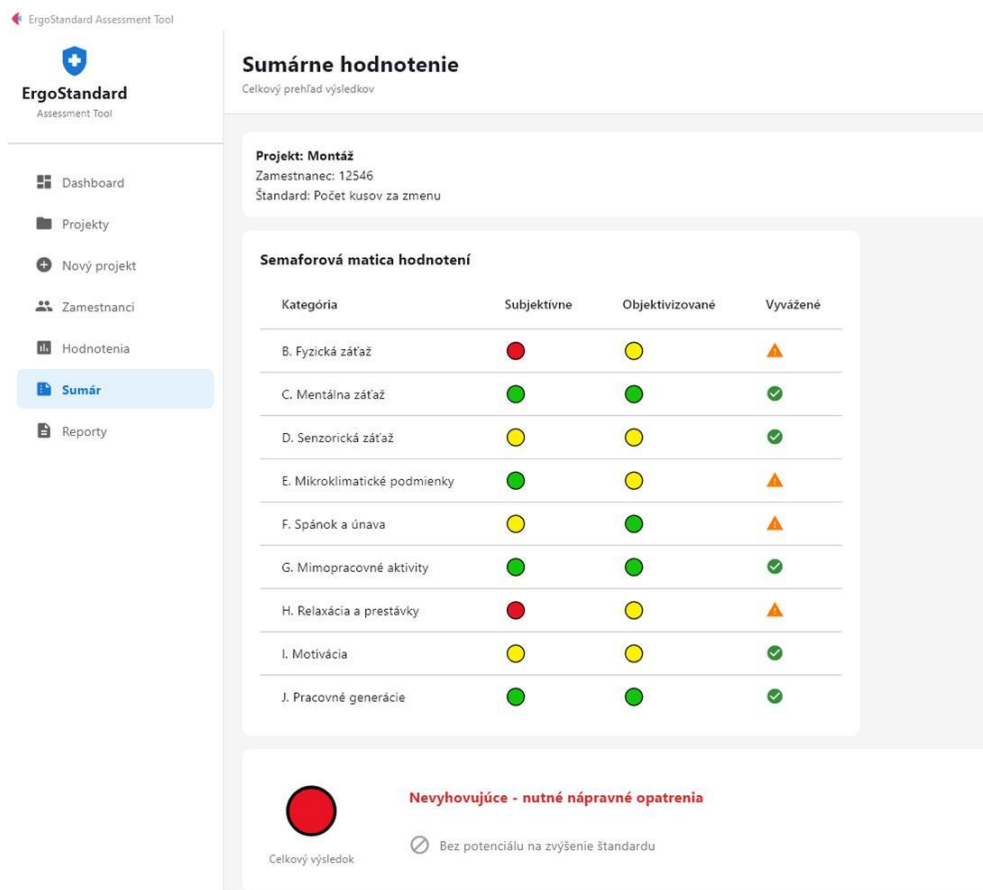 ErgoStandard Assessment Tool
ErgoStandard
Assessment Tool
Dashboard
Projekty
Nový projekt
Zamestnanci
Hodnotenia
Sumár
Reporty
Sumárne hodnotenie
Celkový prehľad výsledkov
Projekt: Montáž
Zamestnanec: 12546
Štandard: Počet kusov za zmenu
Semaforová matica hodnotení
Kategória Subjektívne Objektivizované Vyvážené
B. Fyzická záťaž
C. Mentálna záťaž
D. Senzorická záťaž
E. Mikroklimatické podmienky
F. Spánok a únava
G. Mimopracovné aktivity
H. Relaxácia a prestávky
I. Motivácia
J. Pracovné generácie
Celkový výsledok
Nevyhovujúce - nutné nápravné opatrenia
Bez potenciálu na zvýšenie štandardu